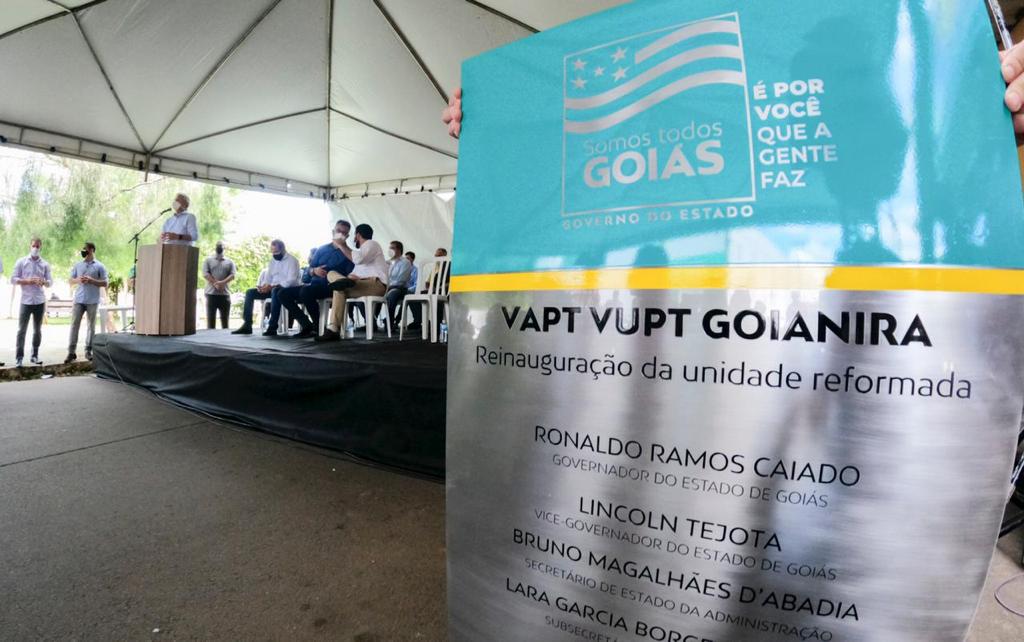 Somos todos
GOIÁS
GOVERNO DO ESTADO
É POR
VOCÊ
QUE A
GENTE
FAZ
VAPT VUPT GOIANIRA
Reinauguração da unidade reformada
RONALDO RAMOS CAIADO
GOVERNADOR DO ESTADO DE GOIÁS
LINCOLN TEJOTA
VICE-GOVERNADOR DO ESTADO DE GOIÁS
BRUNO MAGALHÃES D'ABADIA
SECRETÁRIO DE ESTADO DA ADMINISTRAÇÃO
LARA GARCIA